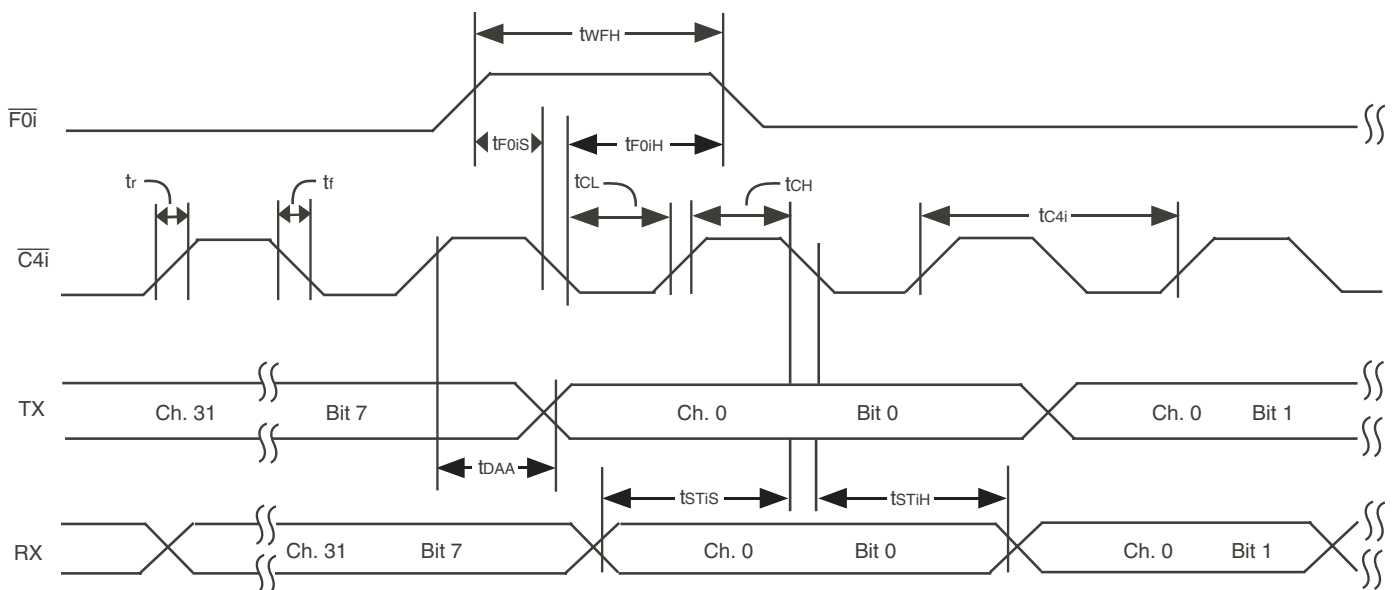 tWFH
F0i
tF0iS
tF0iH
tr
tf
tCL
tCH
tC4i
C4i
TX
Ch. 31 Bit 7 Ch. 0 Bit 0 Ch. 0 Bit 1
tDAA
tSTiS
tSTiH
RX
Ch. 31 Bit 7 Ch. 0 Bit 0 Ch. 0 Bit 1